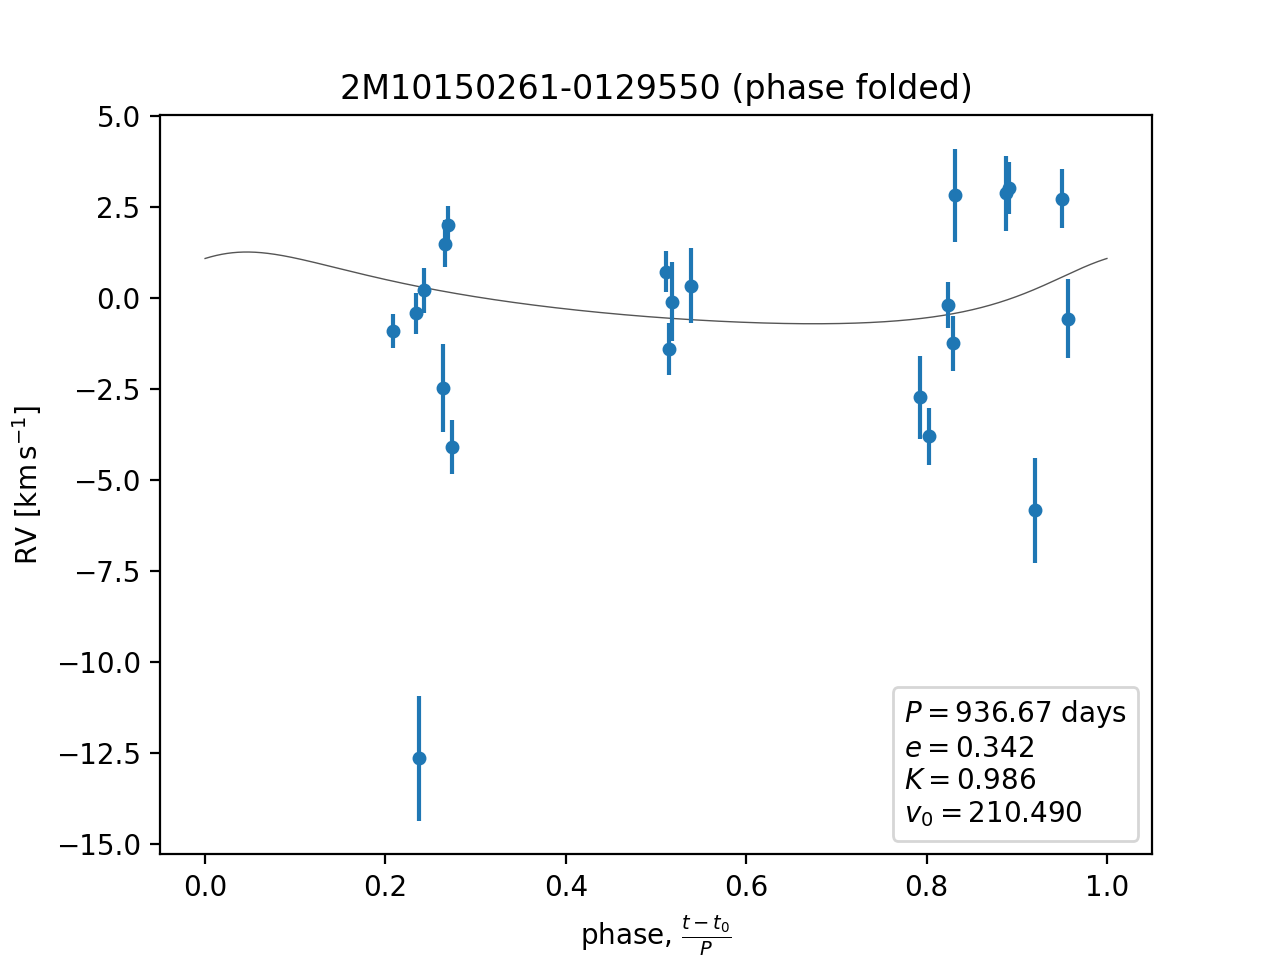 2M10150261-0129550 (phase folded)
5.0
2.5
0.0
−2.5
−5.0
−7.5
−10.0
−12.5
−15.0
RV [km s⁻¹]
P = 936.67 days
e = 0.342
K = 0.986
v₀ = 210.490
0.0 0.2 0.4 0.6 0.8 1.0
phase, (t − t₀)/P